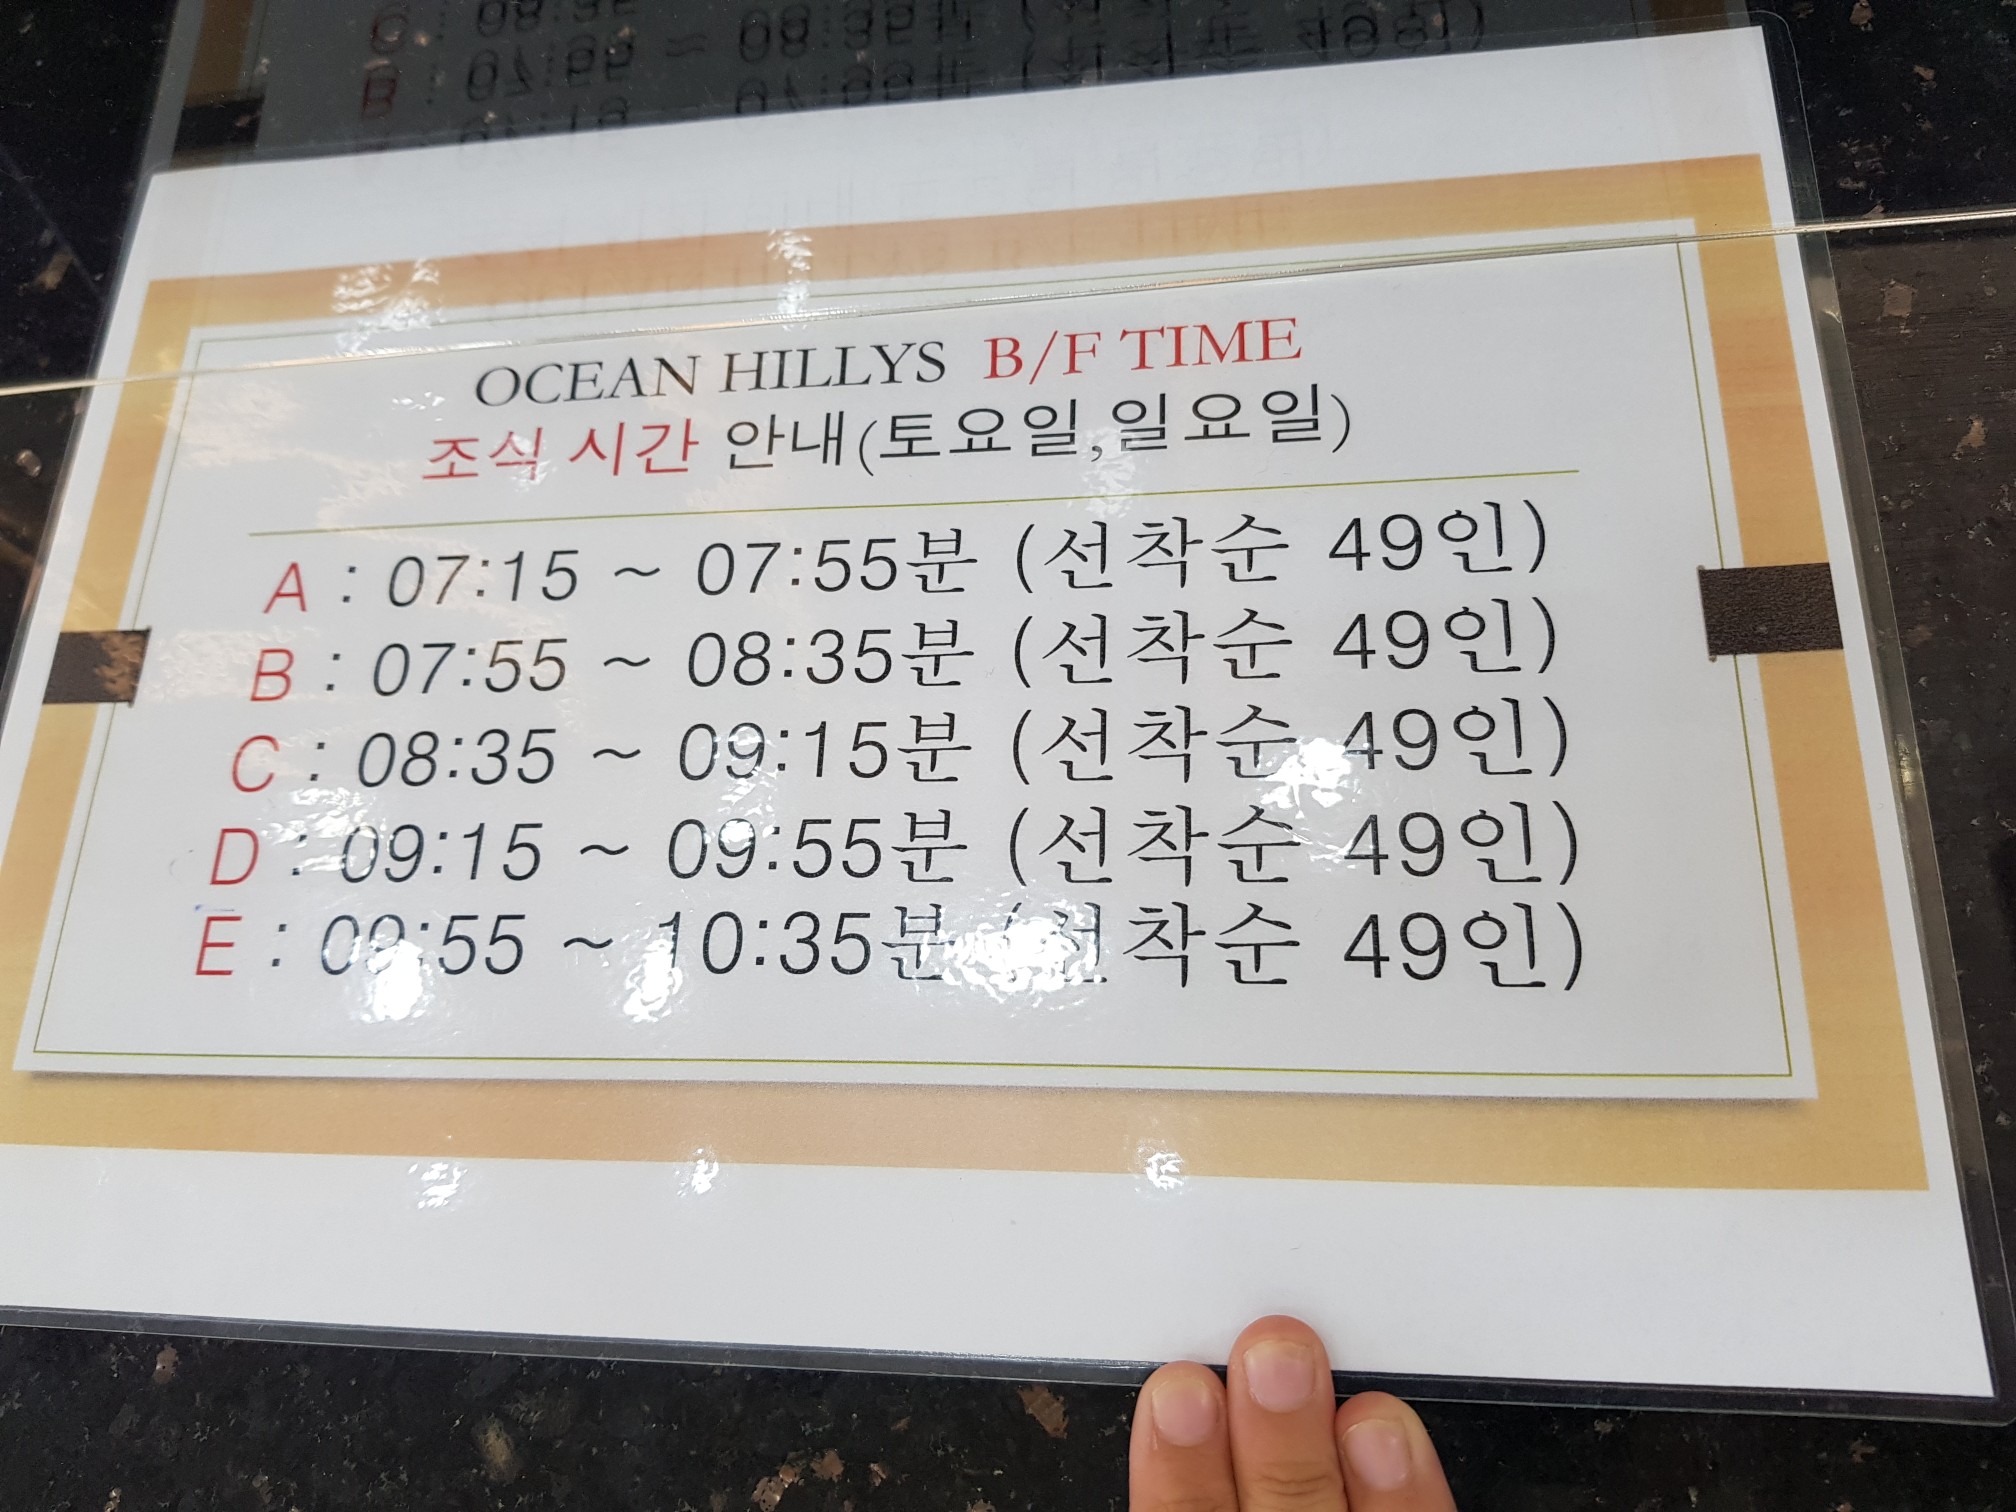 OCEAN HILLYS B/F TIME
조식 시간 안내(토요일,일요일)
A : 07:15 ~ 07:55분 (선착순 49인)
B : 07:55 ~ 08:35분 (선착순 49인)
C : 08:35 ~ 09:15분 (선착순 49인)
D : 09:15 ~ 09:55분 (선착순 49인)
E : 09:55 ~ 10:35분 (선착순 49인)